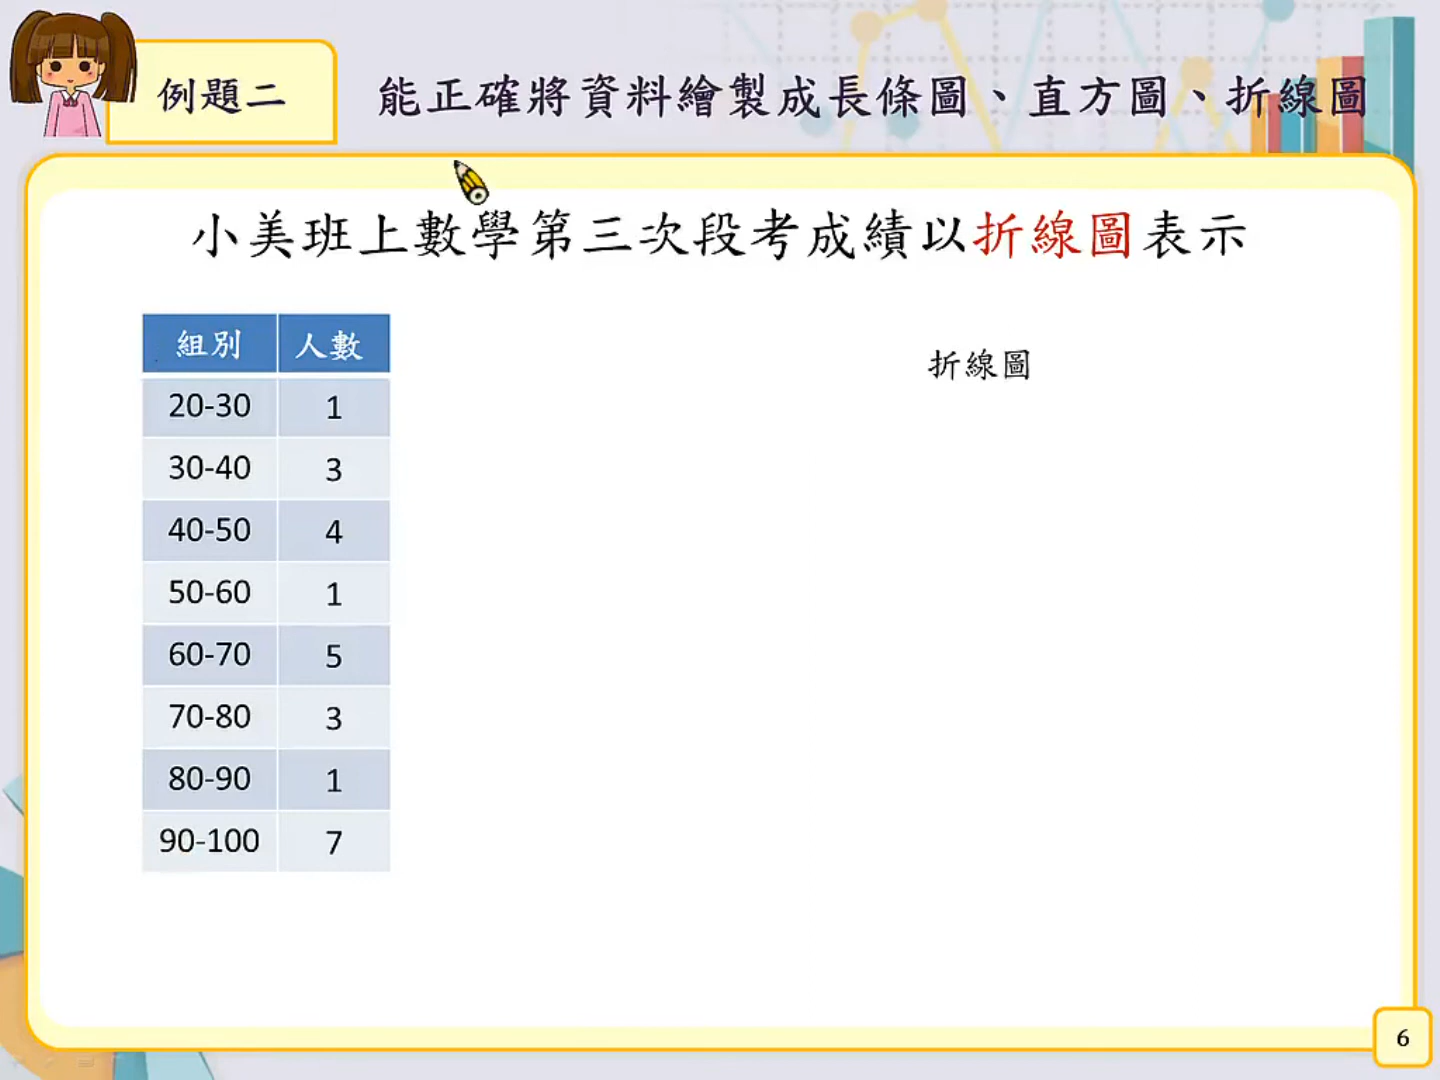 例題二
能正確將資料繪製成長條圖、直方圖、折線圖
小美班上數學第三次段考成績以折線圖表示
組別 人數
20-30 1
30-40 3
40-50 4
50-60 1
60-70 5
70-80 3
80-90 1
90-100 7
折線圖
6